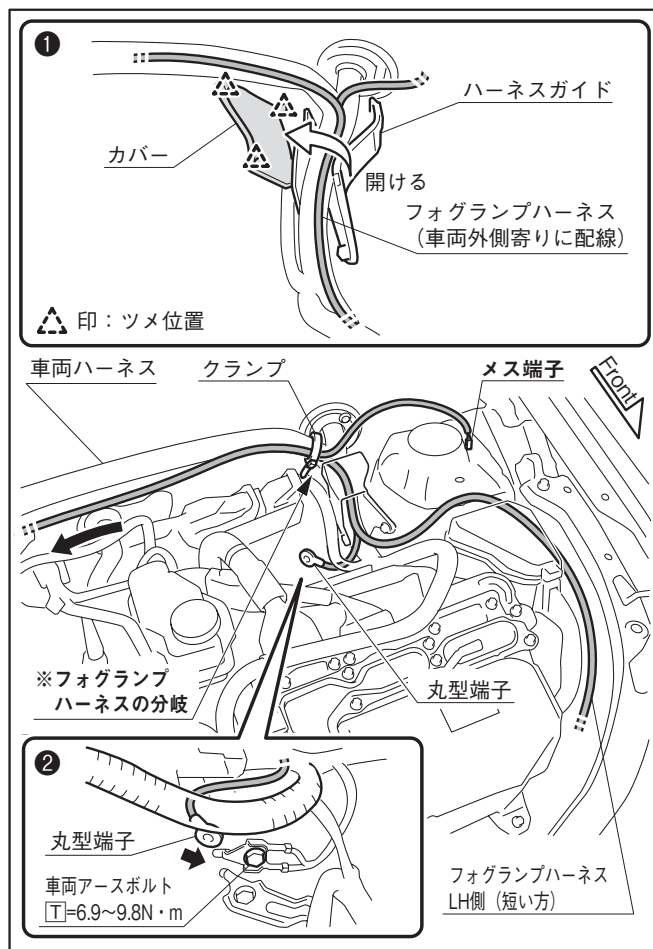 ❶
ハーネスガイド
カバー
開ける
フォグランプハーネス
（車両外側寄りに配線）
印：ツメ位置
車両ハーネス
クランプ
メス端子
Front
※フォグランプ
ハーネスの分岐
丸型端子
❷
丸型端子
車両アースボルト
T=6.9～9.8N・m
フォグランプハーネス
LH側（短い方）